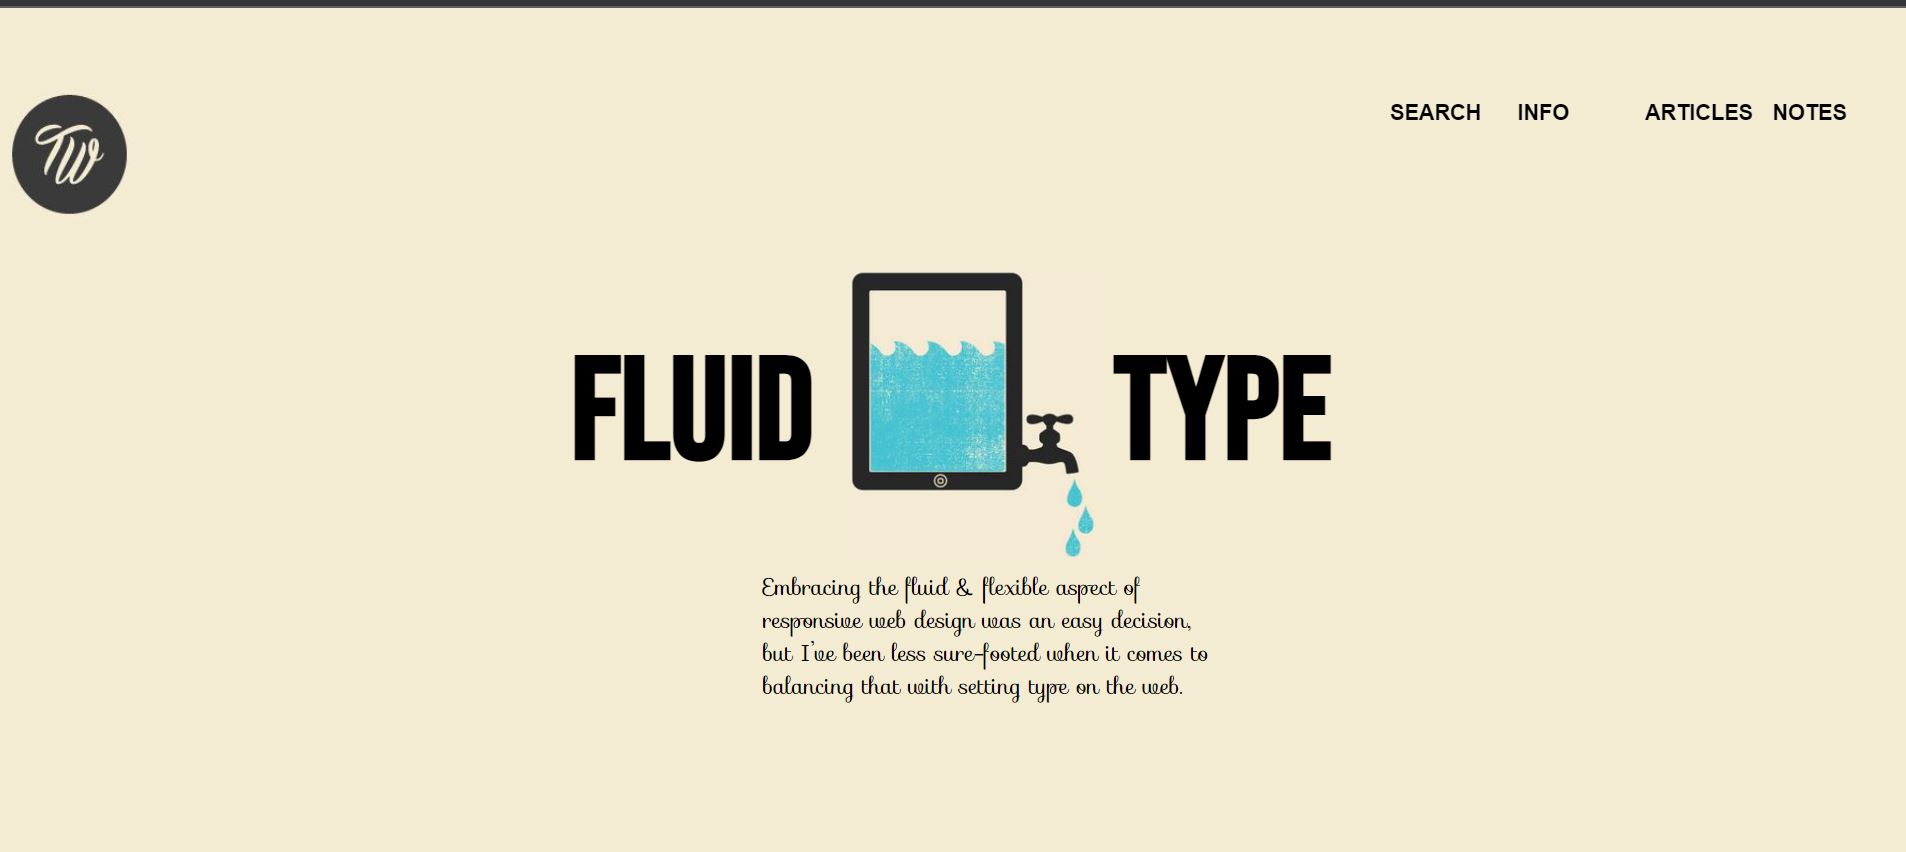 TW
SEARCH INFO ARTICLES NOTES
FLUID TYPE
Embracing the fluid & flexible aspect of
responsive web design was an easy decision,
but I've been less sure-footed when it comes to
balancing that with setting type on the web.